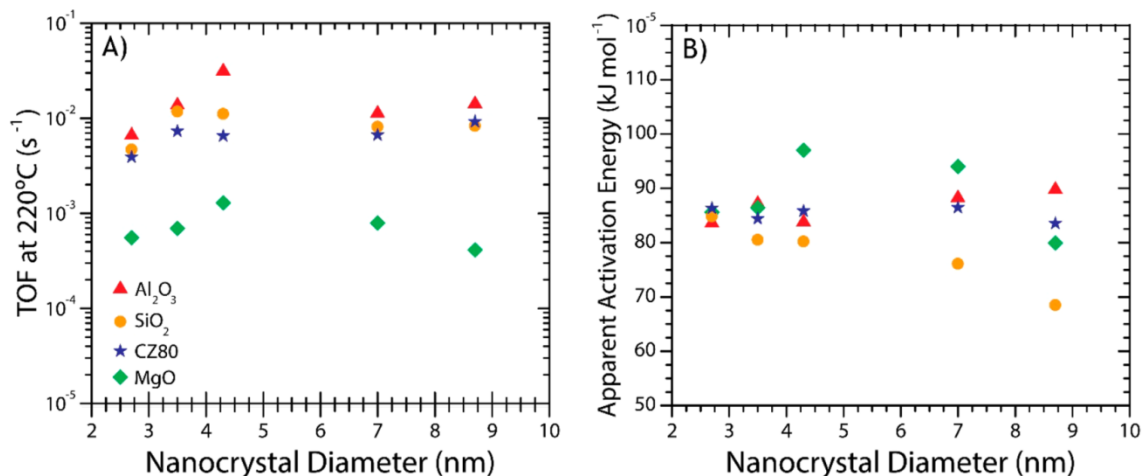 A)
TOF at 220°C (s⁻¹)
10⁻¹
10⁻²
10⁻³
10⁻⁴
10⁻⁵
Al₂O₃
SiO₂
CZ80
MgO
2 3 4 5 6 7 8 9 10
Nanocrystal Diameter (nm)
B)
Apparent Activation Energy (kJ mol⁻¹)
10⁻⁵
110
100
90
80
70
60
50
2 3 4 5 6 7 8 9 10
Nanocrystal Diameter (nm)